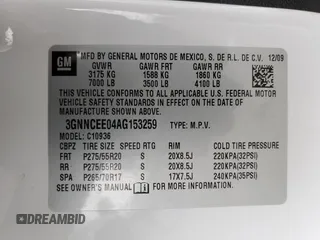 GM
MFD BY GENERAL MOTORS DE MEXICO, S. DE R.L. DE C.V. 12/09
GVWR GAWR FRT GAWR RR
3175 KG 1588 KG 1860 KG
7000 LB 3500 LB 4100 LB
THIS VEHICLE CONFORMS TO ALL APPLICABLE U.S. FEDERAL
MOTOR VEHICLE SAFETY STANDARDS IN EFFECT ON THE DATE OF
MANUFACTURE SHOWN ABOVE.
3GNNCEE04AG153259 TYPE: M.P.V.
MODEL: C10936
CBPZ TIRE SIZE SPEED RTG RIM COLD TIRE PRESSURE
FRT P275/55R20 S 20X8.5J 220KPA(32PSI)
RR P275/55R20 S 20X8.5J 220KPA(32PSI)
SPA P265/70R17 S 17X7.5J 240KPA(35PSI)
SEE OWNER'S MANUAL FOR ADDITIONAL INFORMATION.
DREAMBID